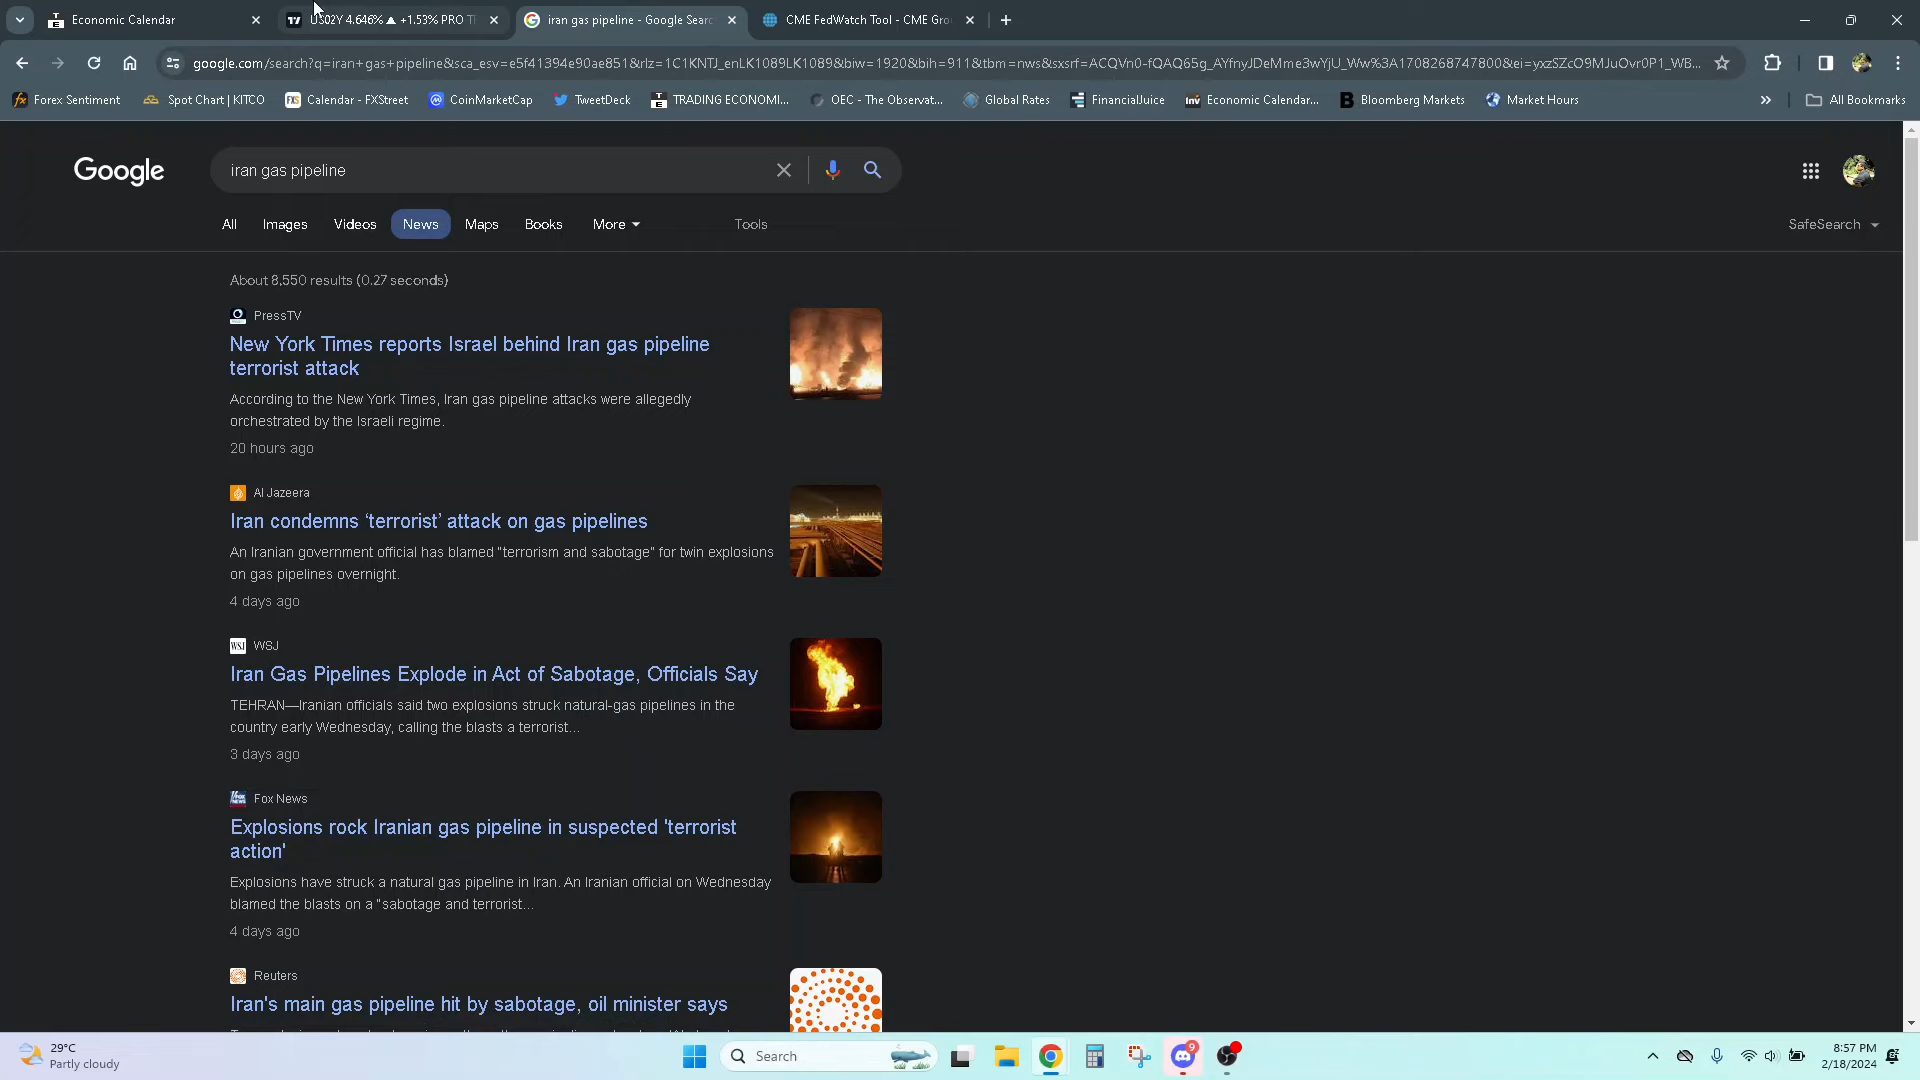 Economic Calendar
US02Y 4.646% ▲ +1.53% PRO T
iran gas pipeline - Google Searc
CME FedWatch Tool - CME Gro
google.com/search?q=iran+gas+pipeline&sca_esv=e5f41394e90ae851&rlz=1C1KNTJ_enLK1089LK1089&biw=1920&bih=911&tbm=nws&sxsrf=ACQVn0-fQAQ65g_AYfnyJDeMme3wYjU_Ww%3A1708268747800&ei=yxzSZcO9MJuOvr0P1_WB...
Forex Sentiment
Spot Chart | KITCO
Calendar - FXStreet
CoinMarketCap
TweetDeck
TRADING ECONOMI...
OEC - The Observat...
Global Rates
FinancialJuice
Economic Calendar...
Bloomberg Markets
Market Hours
»
All Bookmarks
Google
iran gas pipeline
All
Images
Videos
News
Maps
Books
More
Tools
SafeSearch
About 8,550 results (0.27 seconds)
PressTV
New York Times reports Israel behind Iran gas pipeline
terrorist attack
According to the New York Times, Iran gas pipeline attacks were allegedly
orchestrated by the Israeli regime.
20 hours ago
Al Jazeera
Iran condemns ‘terrorist’ attack on gas pipelines
An Iranian government official has blamed "terrorism and sabotage" for twin explosions
on gas pipelines overnight.
4 days ago
WSJ
WSJ
Iran Gas Pipelines Explode in Act of Sabotage, Officials Say
TEHRAN—Iranian officials said two explosions struck natural-gas pipelines in the
country early Wednesday, calling the blasts a terrorist...
3 days ago
Fox News
Explosions rock Iranian gas pipeline in suspected 'terrorist
action'
Explosions have struck a natural gas pipeline in Iran. An Iranian official on Wednesday
blamed the blasts on a "sabotage and terrorist...
4 days ago
Reuters
Iran's main gas pipeline hit by sabotage, oil minister says
29°C
Partly cloudy
Search
9
8:57 PM
2/18/2024